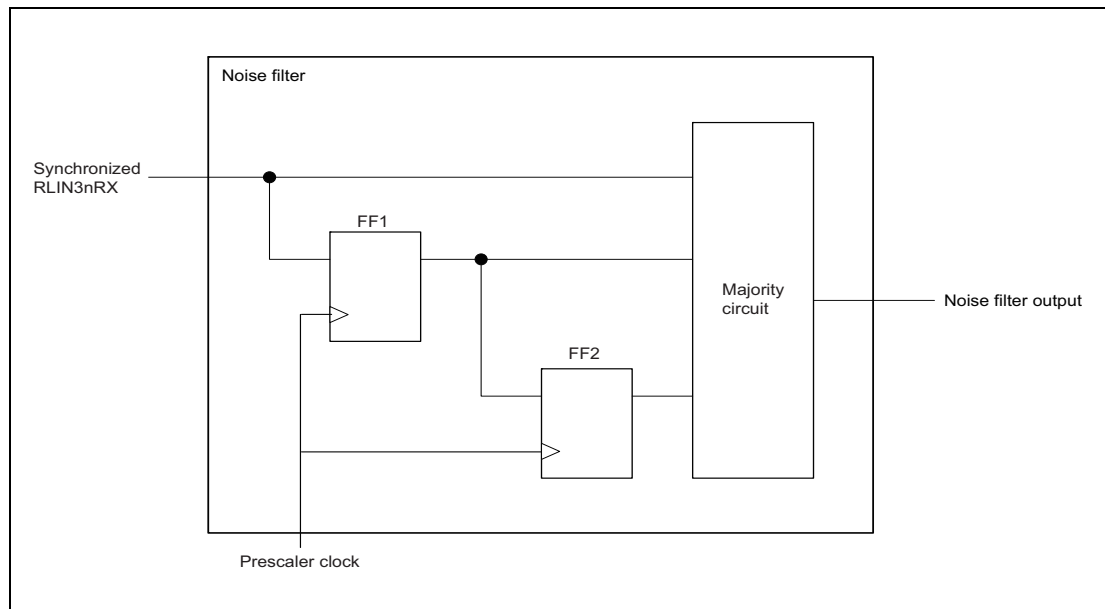 Noise filter
Synchronized
RLIN3nRX
FF1
Majority
circuit
Noise filter output
FF2
Prescaler clock